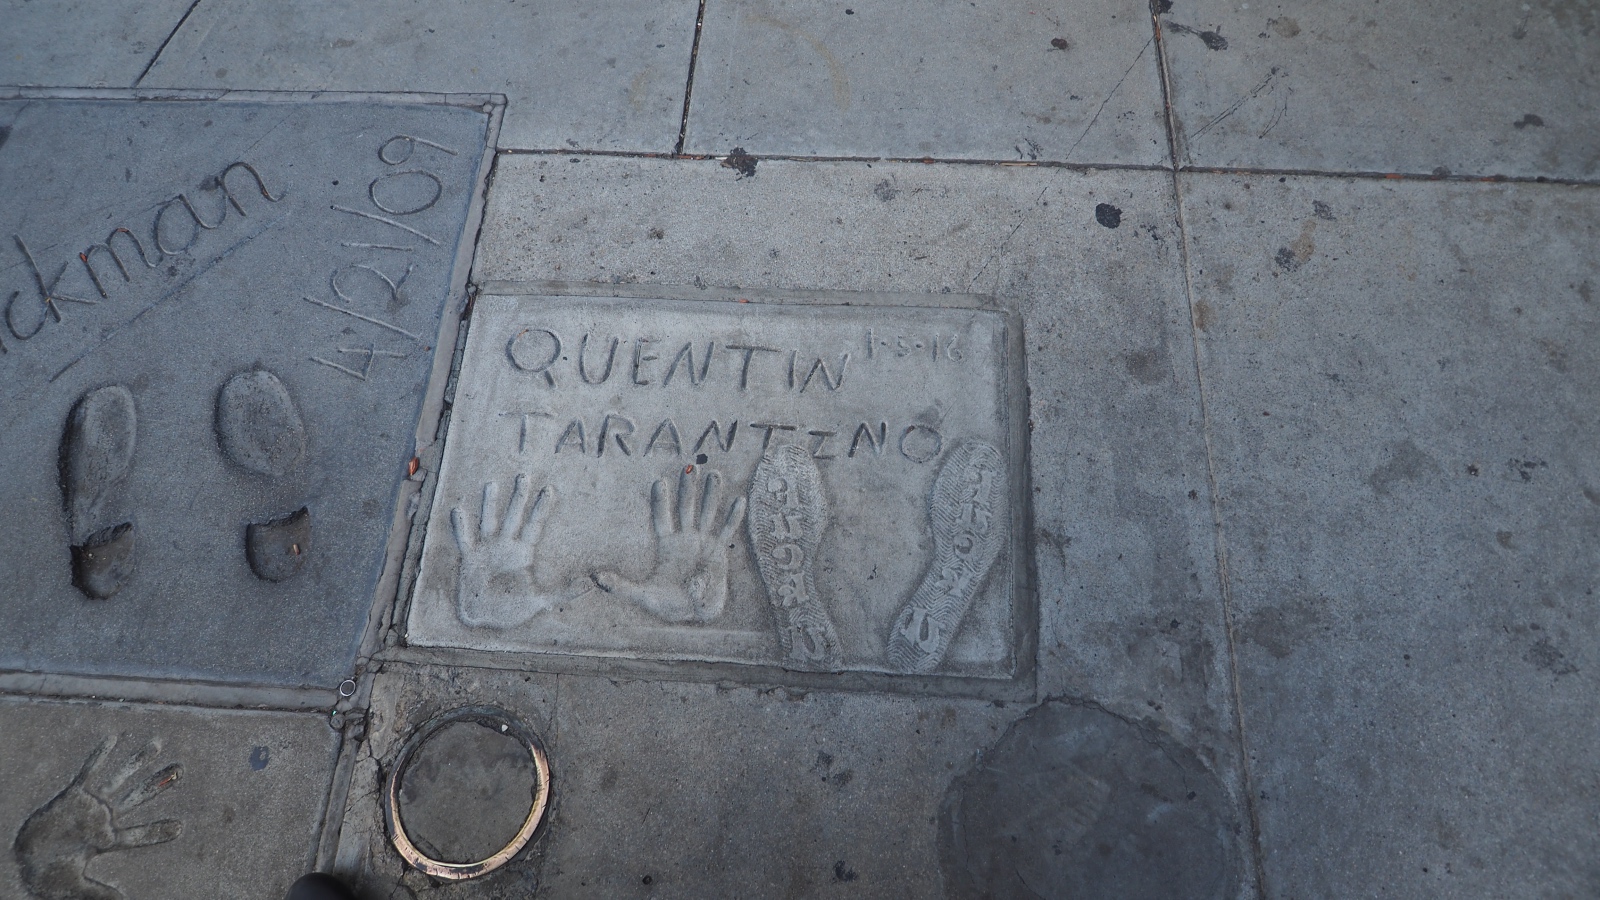 ckman
4/21/09
QUENTIN 1-5-16
TARANTINO